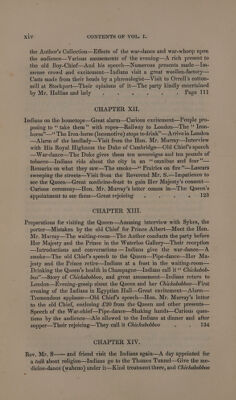 xiv CONTENTS OF VOL. I.
the Author's Collection—Effects of the war-dance and war-whoop upon
the audience—Various amusements of the evening—A rich present to
the old Boy-Chief—And his speech—Numerous presents made—Im-
mense crowd and excitement—Indians visit a great woollen-factory—
Casts made from their heads by a phrenologist—Visit to Orrell's cotton-
mill at Stockport—Their opinions of it—The party kindly entertained
by Mr. Hollins and lady . . . . Page 111
CHAPTER XII.
Indians on the housetops—Great alarm—Curious excitement—People pro-
posing to "take them" with ropes—Railway to London—The "Iron-
horse"—"The Iron-horse (locomotive) stops to drink"—Arrive in London
—Alarm of the landlady—Visit from the Hon. Mr. Murray—Interview
with His Royal Highness the Duke of Cambridge—Old Chief's speech
—War-dance—The Duke gives them ten sovereigns and ten pounds of
tobacco—Indians ride about the city in an "omnibus and four"—
Remarks on what they saw—The smoke—"Prairies on fire"—Lascars
sweeping the streets—Visit from the Reverend Mr. S.—Impatience to
see the Queen—Great medicine-feast to gain Her Majesty's consent—
Curious ceremony—Hon. Mr. Murray's letter comes in—The Queen's
appointment to see them—Great rejoicing . . . . 123
CHAPTER XIII.
Preparations for visiting the Queen—Amusing interview with Sykes, the
porter—Mistaken by the old Chief for Prince Albert—Meet the Hon.
Mr. Murray—The waiting-room—The Author conducts the party before
Her Majesty and the Prince in the Waterloo Gallery—Their reception
—Introductions and conversations—Indians give the war-dance—A
smoke—The old Chief's speech to the Queen—Pipe-dance—Her Ma-
jesty and the Prince retire—Indians at a feast in the waiting-room—
Drinking the Queen's health in Champagne—Indians call it "Chickabob-
boo"—Story of Chickabobboo, and great amusement—Indians return to
London—Evening-gossip about the Queen and her Chickabobboo—First
evening of the Indians in Egyptian Hall—Great excitement—Alarm—
Tremendous applause—Old Chief's speech—Hon. Mr. Murray's letter
to the old Chief, enclosing £20 from the Queen and other presents—
Speech of the War-chief—Pipe-dance—Shaking hands—Curious ques-
tions by the audience—Ale allowed to the Indians at dinner and after
supper—Their rejoicing—They call it Chickabobboo . . 134
CHAPTER XIV.
Rev. Mr. S—— and friend visit the Indians again—A day appointed for
a talk about religion—Indians go to the Thames Tunnel—Give the me-
dicine-dance (wabeno) under it—Kind treatment there, and Chickabobboo